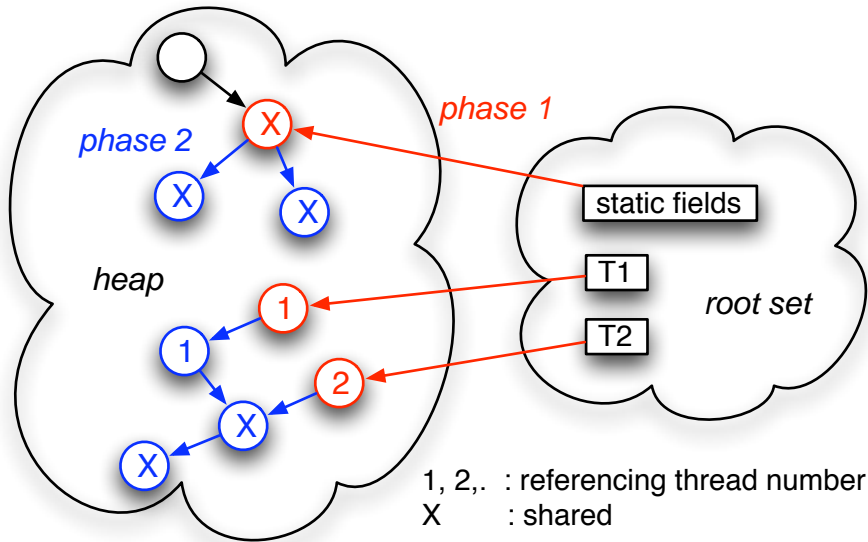 phase 1
X
phase 2
X
X
static fields
heap
T1
root set
1
1
T2
2
X
X
1, 2,. : referencing thread number
X : shared